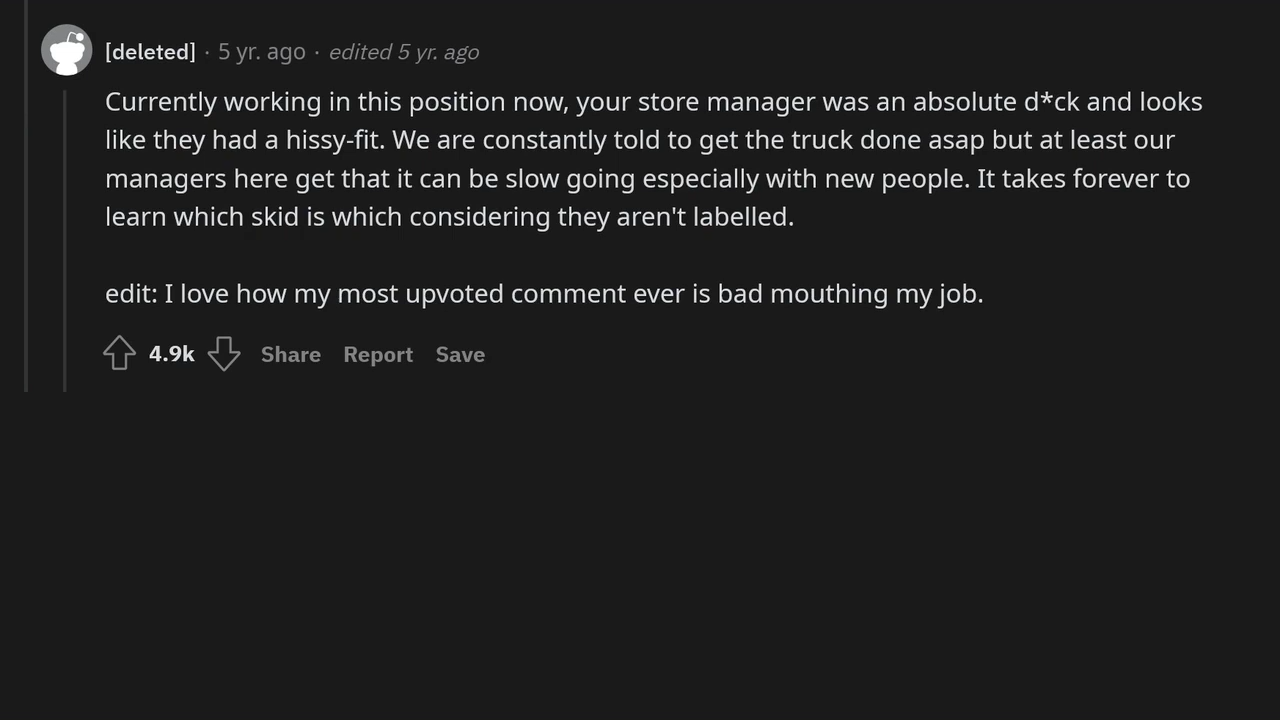 [deleted] · 5 yr. ago · edited 5 yr. ago
Currently working in this position now, your store manager was an absolute d*ck and looks
like they had a hissy-fit. We are constantly told to get the truck done asap but at least our
managers here get that it can be slow going especially with new people. It takes forever to
learn which skid is which considering they aren't labelled.
edit: I love how my most upvoted comment ever is bad mouthing my job.
4.9k Share Report Save